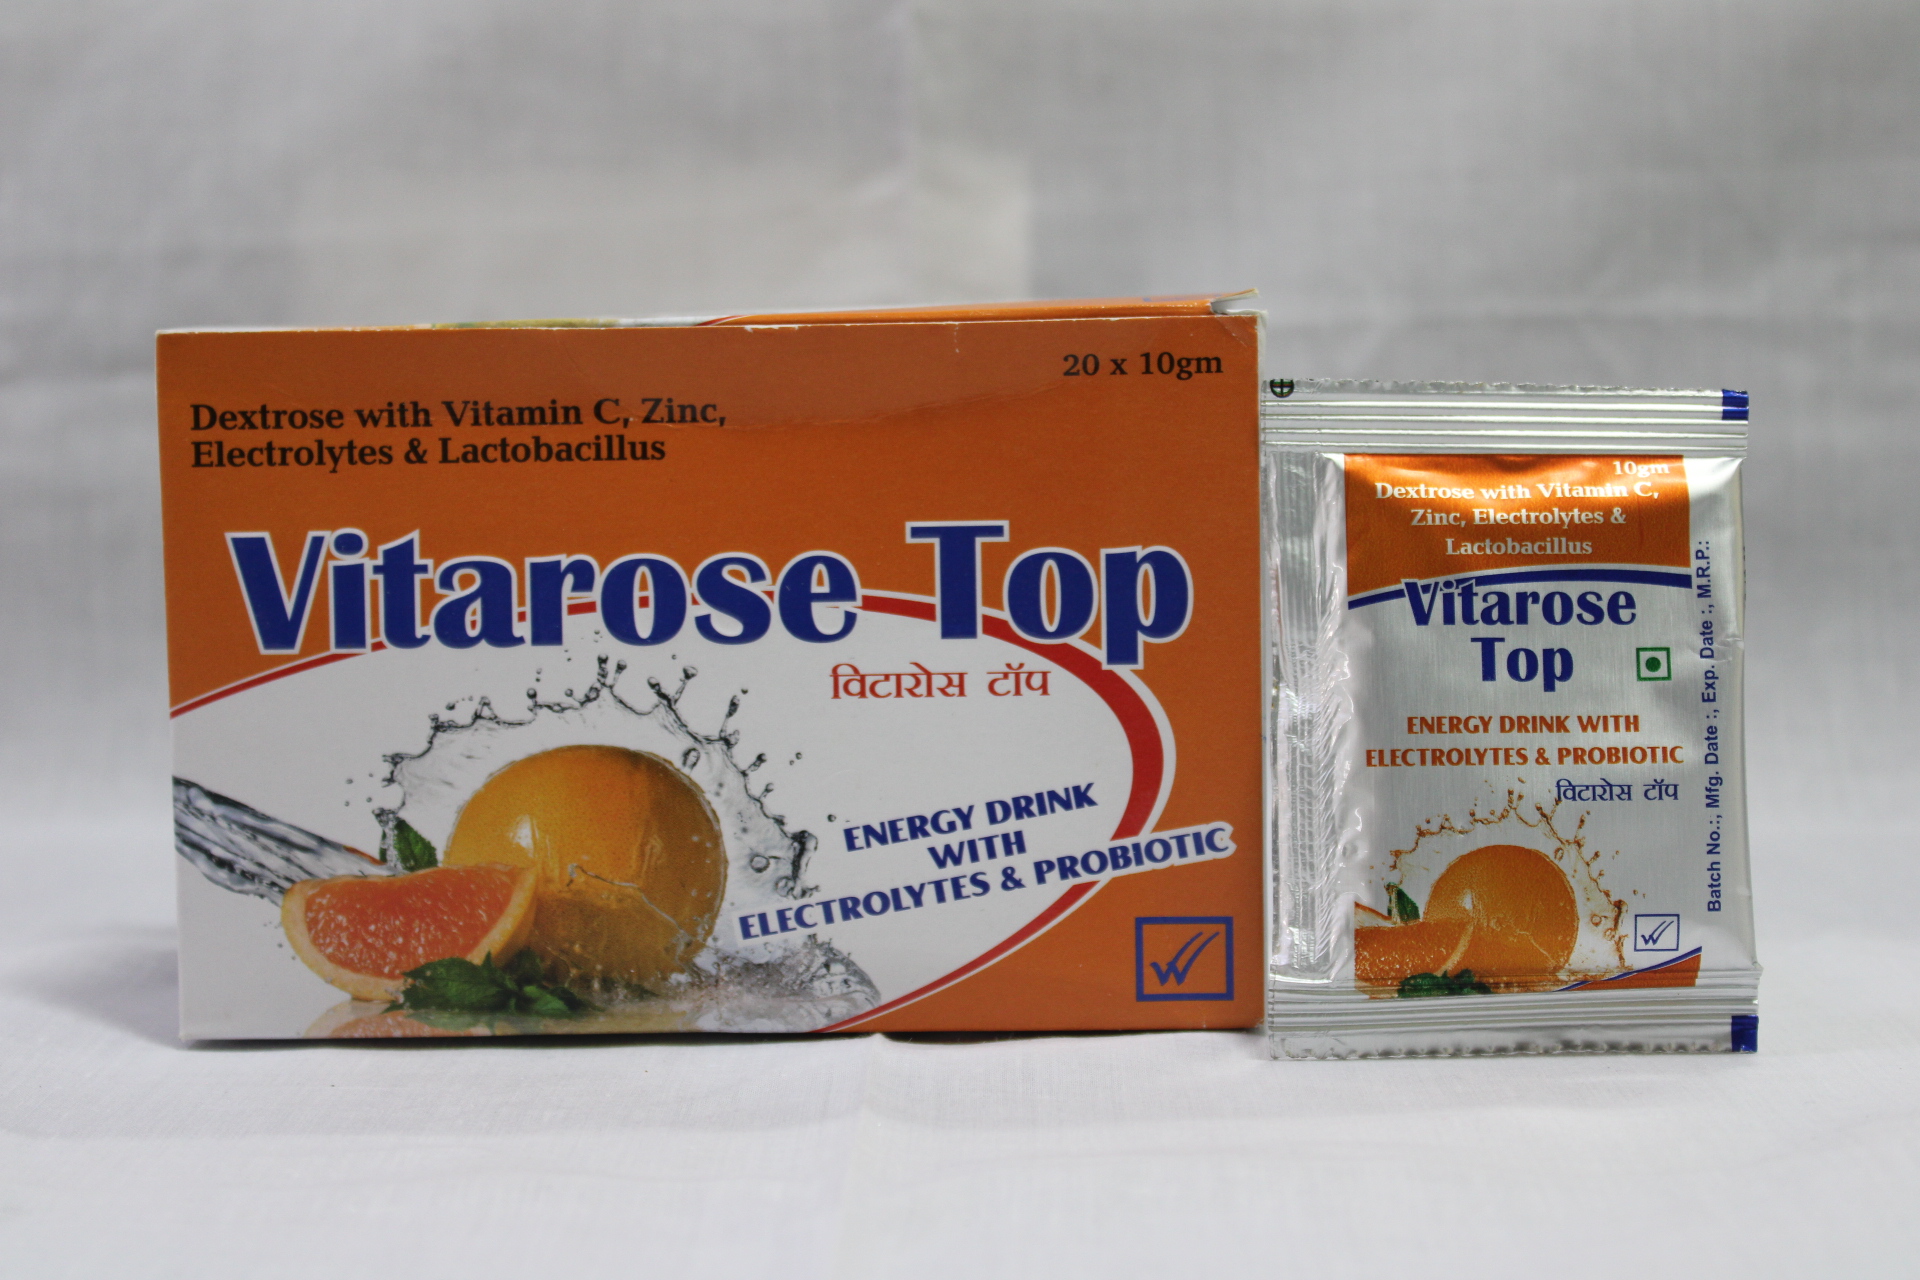 20 x 10gm
Dextrose with Vitamin C, Zinc,
Electrolytes & Lactobacillus
Vitarose Top
विटारोस टॉप
ENERGY DRINK
WITH
ELECTROLYTES & PROBIOTIC
W
10gm
Dextrose with Vitamin C,
Zinc, Electrolytes &
Lactobacillus
Vitarose
Top
ENERGY DRINK WITH
ELECTROLYTES & PROBIOTIC
विटारोस टॉप
W
Batch No.:, Mfg. Date :, Exp. Date :, M.R.P.: